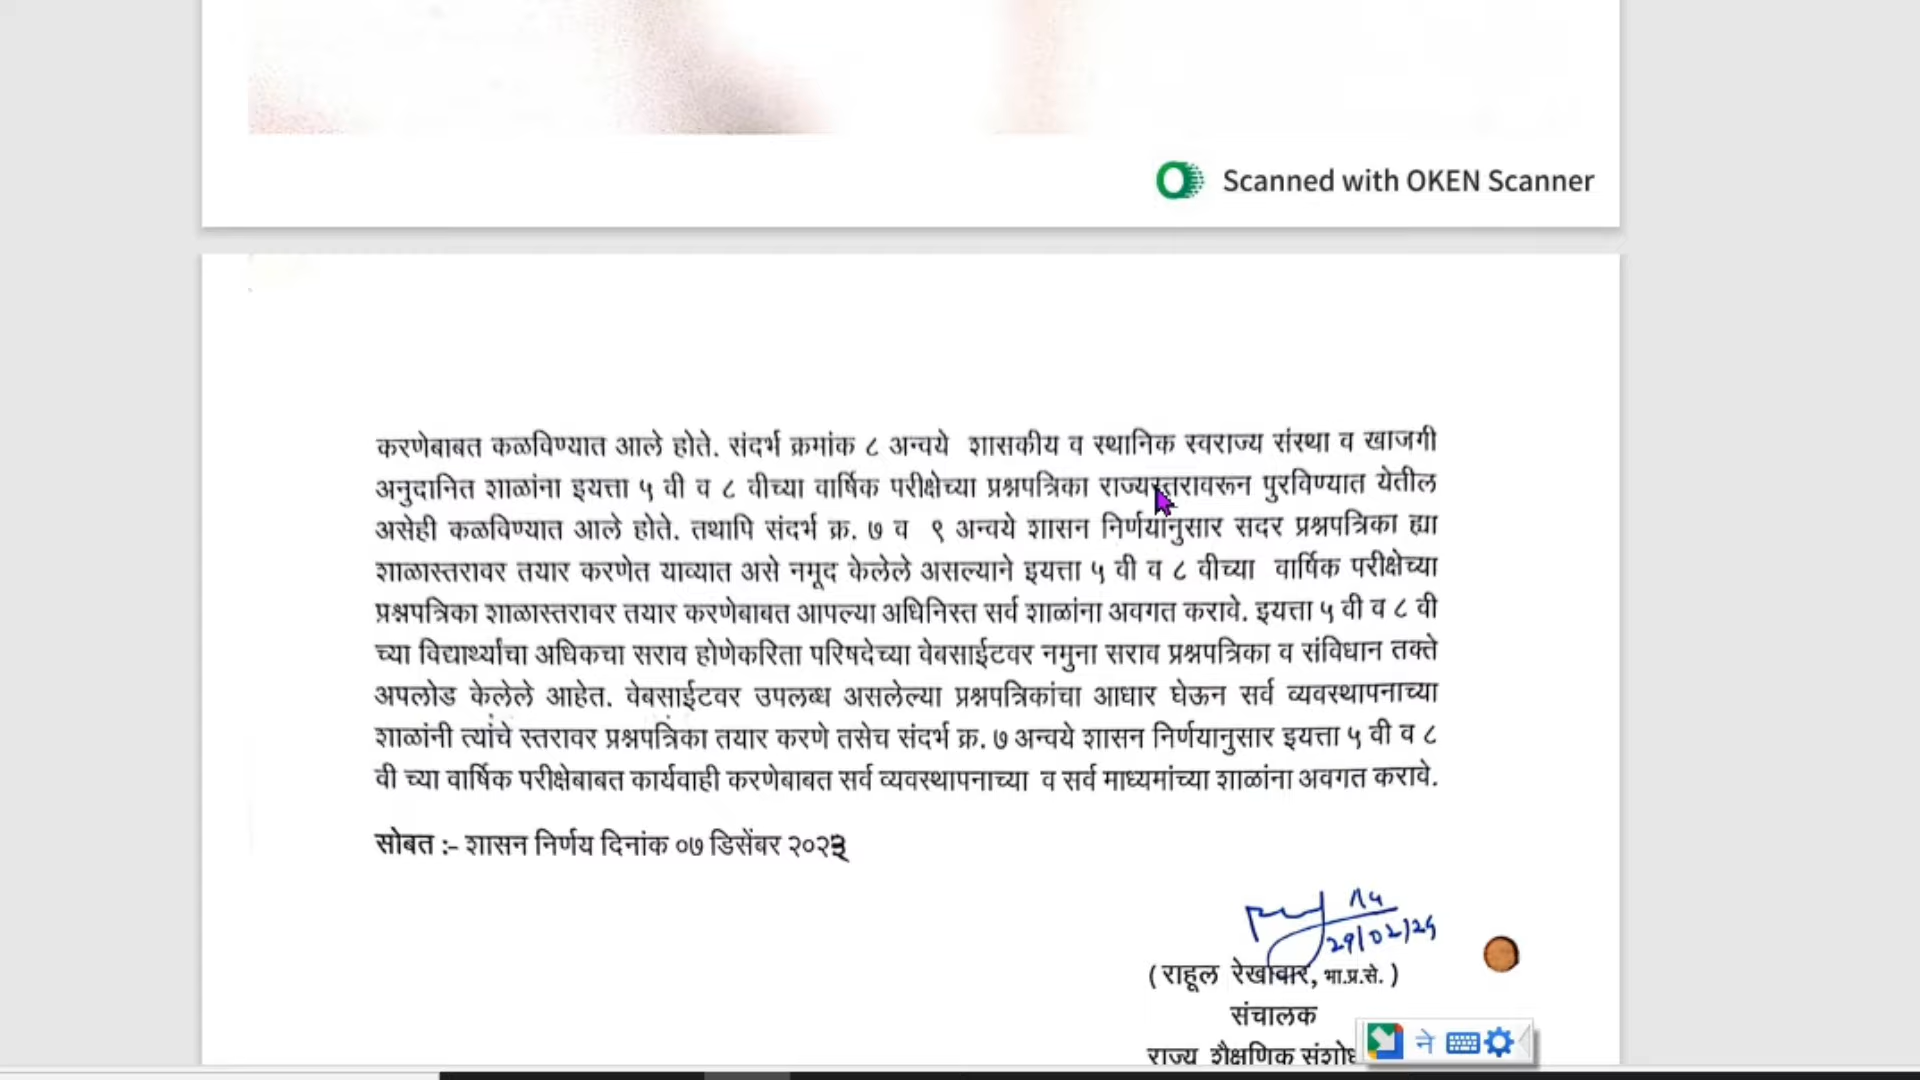 Scanned with OKEN Scanner
करणेबाबत कळविण्यात आले होते. संदर्भ क्रमांक ८ अन्वये शासकीय व स्थानिक स्वराज्य संस्था व खाजगी
अनुदानित शाळांना इयत्ता ५ वी व ८ वीच्या वार्षिक परीक्षेच्या प्रश्नपत्रिका राज्यस्तरावरून पुरविण्यात येतील
असेही कळविण्यात आले होते. तथापि संदर्भ क्र. ७ व ९ अन्वये शासन निर्णयानुसार सदर प्रश्नपत्रिका ह्या
शाळास्तरावर तयार करणेत याव्यात असे नमूद केलेले असल्याने इयत्ता ५ वी व ८ वीच्या वार्षिक परीक्षेच्या
प्रश्नपत्रिका शाळास्तरावर तयार करणेबाबत आपल्या अधिनिस्त सर्व शाळांना अवगत करावे. इयत्ता ५ वी व ८ वी
च्या विद्यार्थ्यांचा अधिकचा सराव होणेकरिता परिषदेच्या वेबसाईटवर नमुना सराव प्रश्नपत्रिका व संविधान तक्ते
अपलोड केलेले आहेत. वेबसाईटवर उपलब्ध असलेल्या प्रश्नपत्रिकांचा आधार घेऊन सर्व व्यवस्थापनाच्या
शाळांनी त्यांचे स्तरावर प्रश्नपत्रिका तयार करणे तसेच संदर्भ क्र. ७ अन्वये शासन निर्णयानुसार इयत्ता ५ वी व ८
वी च्या वार्षिक परीक्षेबाबत कार्यवाही करणेबाबत सर्व व्यवस्थापनाच्या व सर्व माध्यमांच्या शाळांना अवगत करावे.
सोबत :- शासन निर्णय दिनांक ०७ डिसेंबर २०२३
(राहूल रेखावार, भा.प्र.से.)
संचालक
राज्य शैक्षणिक
ने